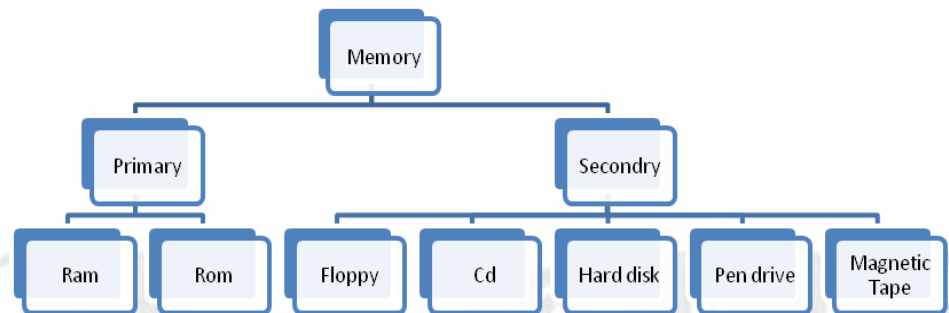 Memory
Primary
Secondry
Ram
Rom
Floppy
Cd
Hard disk
Pen drive
Magnetic
Tape